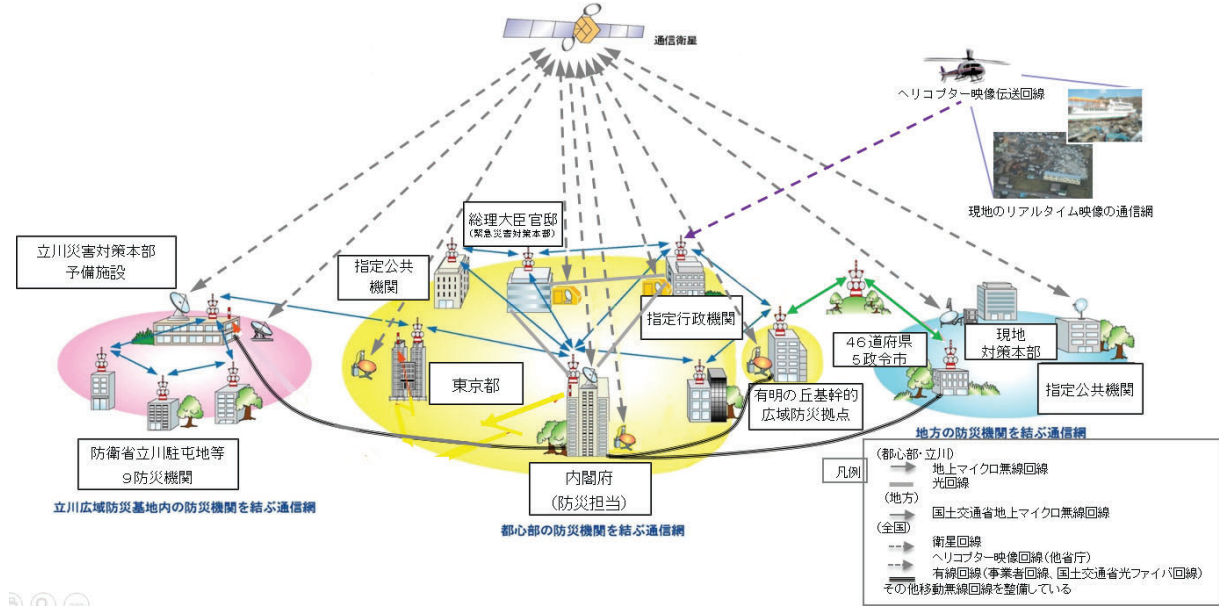 通信衛星
ヘリコプター映像伝送回線
現地のリアルタイム映像の通信網
総理大臣官邸
(緊急災害対策本部)
立川災害対策本部
予備施設
指定公共
機関
指定行政機関
46道府県
5政令市
現地
対策本部
指定公共機関
東京都
有明の丘基幹的
広域防災拠点
地方の防災機関を結ぶ通信網
防衛省立川駐屯地等
9防災機関
立川広域防災基地内の防災機関を結ぶ通信網
内閣府
(防災担当)
都心部の防災機関を結ぶ通信網
凡例
(都心部・立川)
地上マイクロ無線回線
光回線
(地方)
国土交通省地上マイクロ無線回線
(全国)
衛星回線
ヘリコプター映像回線(他省庁)
有線回線(事業者回線、国土交通省光ファイバ回線)
その他移動無線回線を整備している